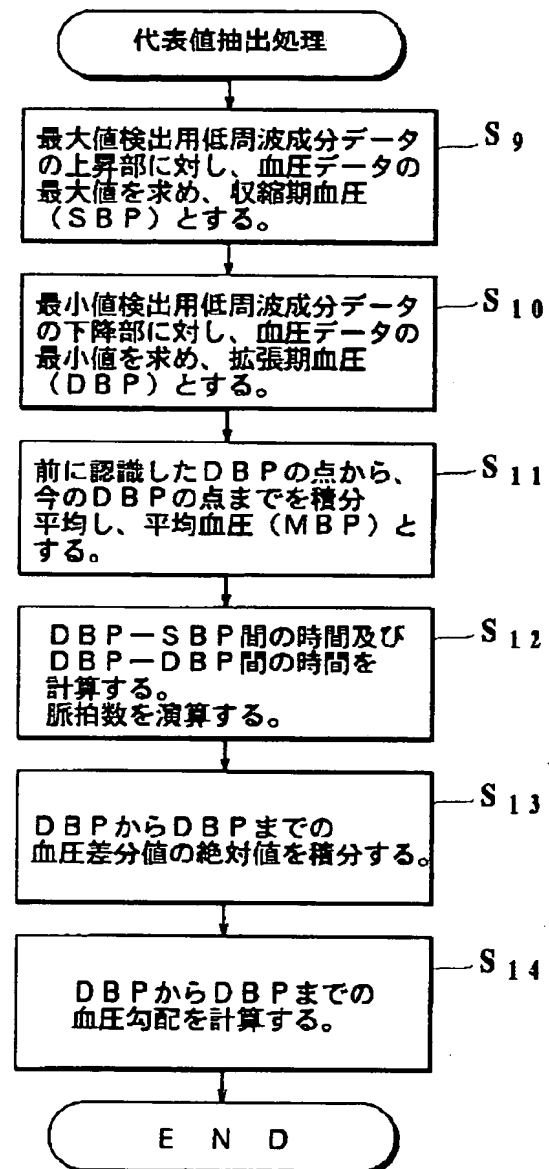 代表値抽出処理
最大値検出用低周波成分データ
の上昇部に対し、血圧データの
最大値を求め、収縮期血圧
（ＳＢＰ）とする。
S 9
最小値検出用低周波成分データ
の下降部に対し、血圧データの
最小値を求め、拡張期血圧
（ＤＢＰ）とする。
S 10
前に認識したＤＢＰの点から、
今のＤＢＰの点までを積分
平均し、平均血圧（ＭＢＰ）と
する。
S 11
ＤＢＰ－ＳＢＰ間の時間及び
ＤＢＰ－ＤＢＰ間の時間を
計算する。
脈拍数を演算する。
S 12
ＤＢＰからＤＢＰまでの
血圧差分値の絶対値を積分する。
S 13
ＤＢＰからＤＢＰまでの
血圧勾配を計算する。
S 14
Ｅ Ｎ Ｄ